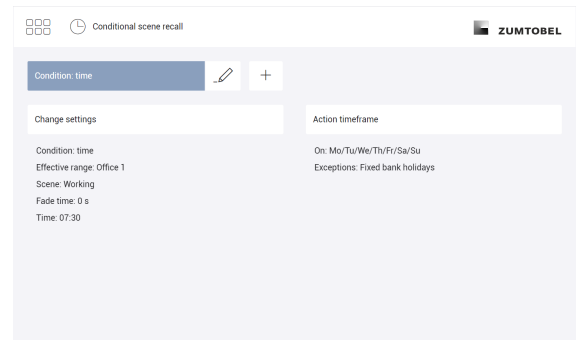 Conditional scene recall
ZUMTOBEL
Condition: time
Change settings
Condition: time
Effective range: Office 1
Scene: Working
Fade time: 0 s
Time: 07:30
Action timeframe
On: Mo/Tu/We/Th/Fr/Sa/Su
Exceptions: Fixed bank holidays